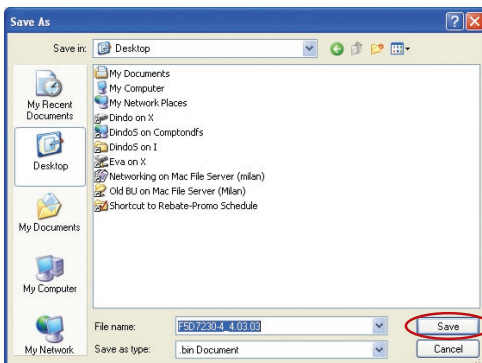 Save As
Save in: Desktop
My Recent
Documents
Desktop
My Documents
My Computer
My Network
My Documents
My Computer
My Network Places
Dindo on X
DindoS on Comptondfs
DindoS on I
Eva on X
Networking on Mac File Server (milan)
Old BU on Mac File Server (Milan)
Shortcut to Rebate-Promo Schedule
File name: F5D7230-4_4.03.03
Save
Save as type: .bin Document
Cancel